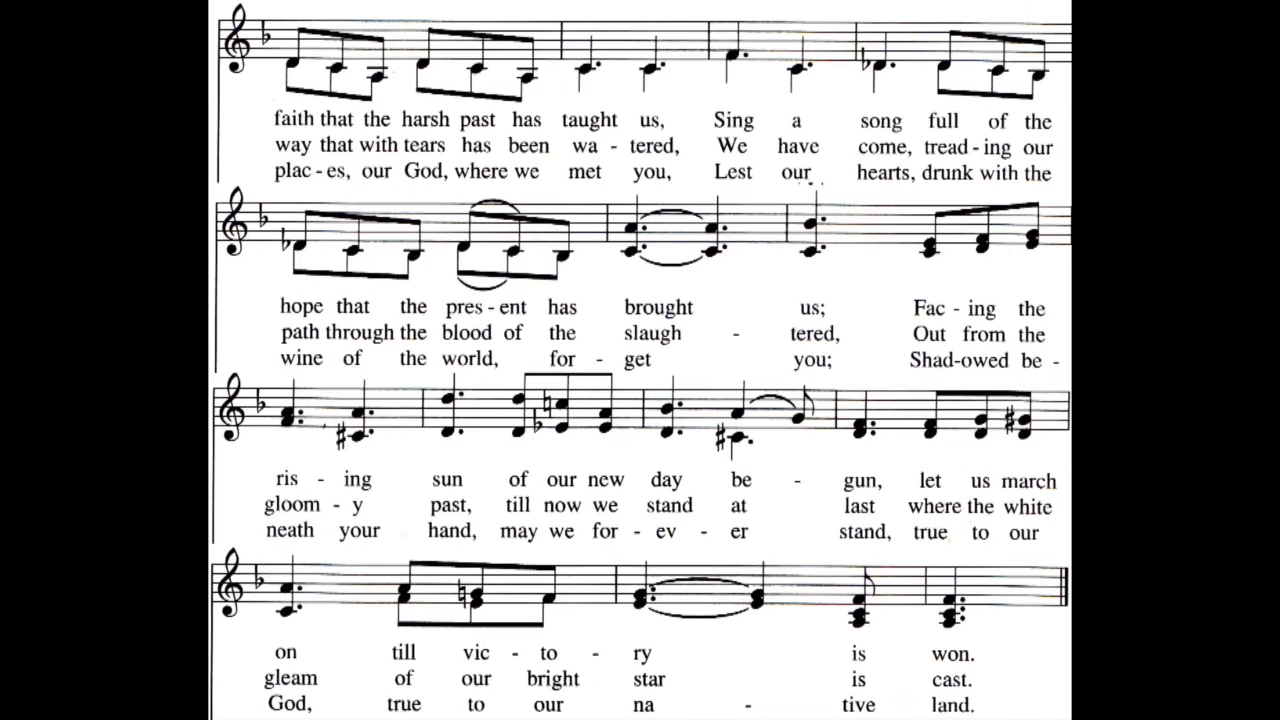 faith that the harsh past has taught us, Sing a song full of the
way that with tears has been wa - tered, We have come, tread - ing our
plac - es, our God, where we met you, Lest our hearts, drunk with the
hope that the pres - ent has brought us; Fac - ing the
path through the blood of the slaugh - tered, Out from the
wine of the world, for - get you; Shad-owed be -
ris - ing sun of our new day be - gun, let us march
gloom - y past, till now we stand at last where the white
neath your hand, may we for - ev - er stand, true to our
on till vic - to - ry is won.
gleam of our bright star is cast.
God, true to our na - tive land.